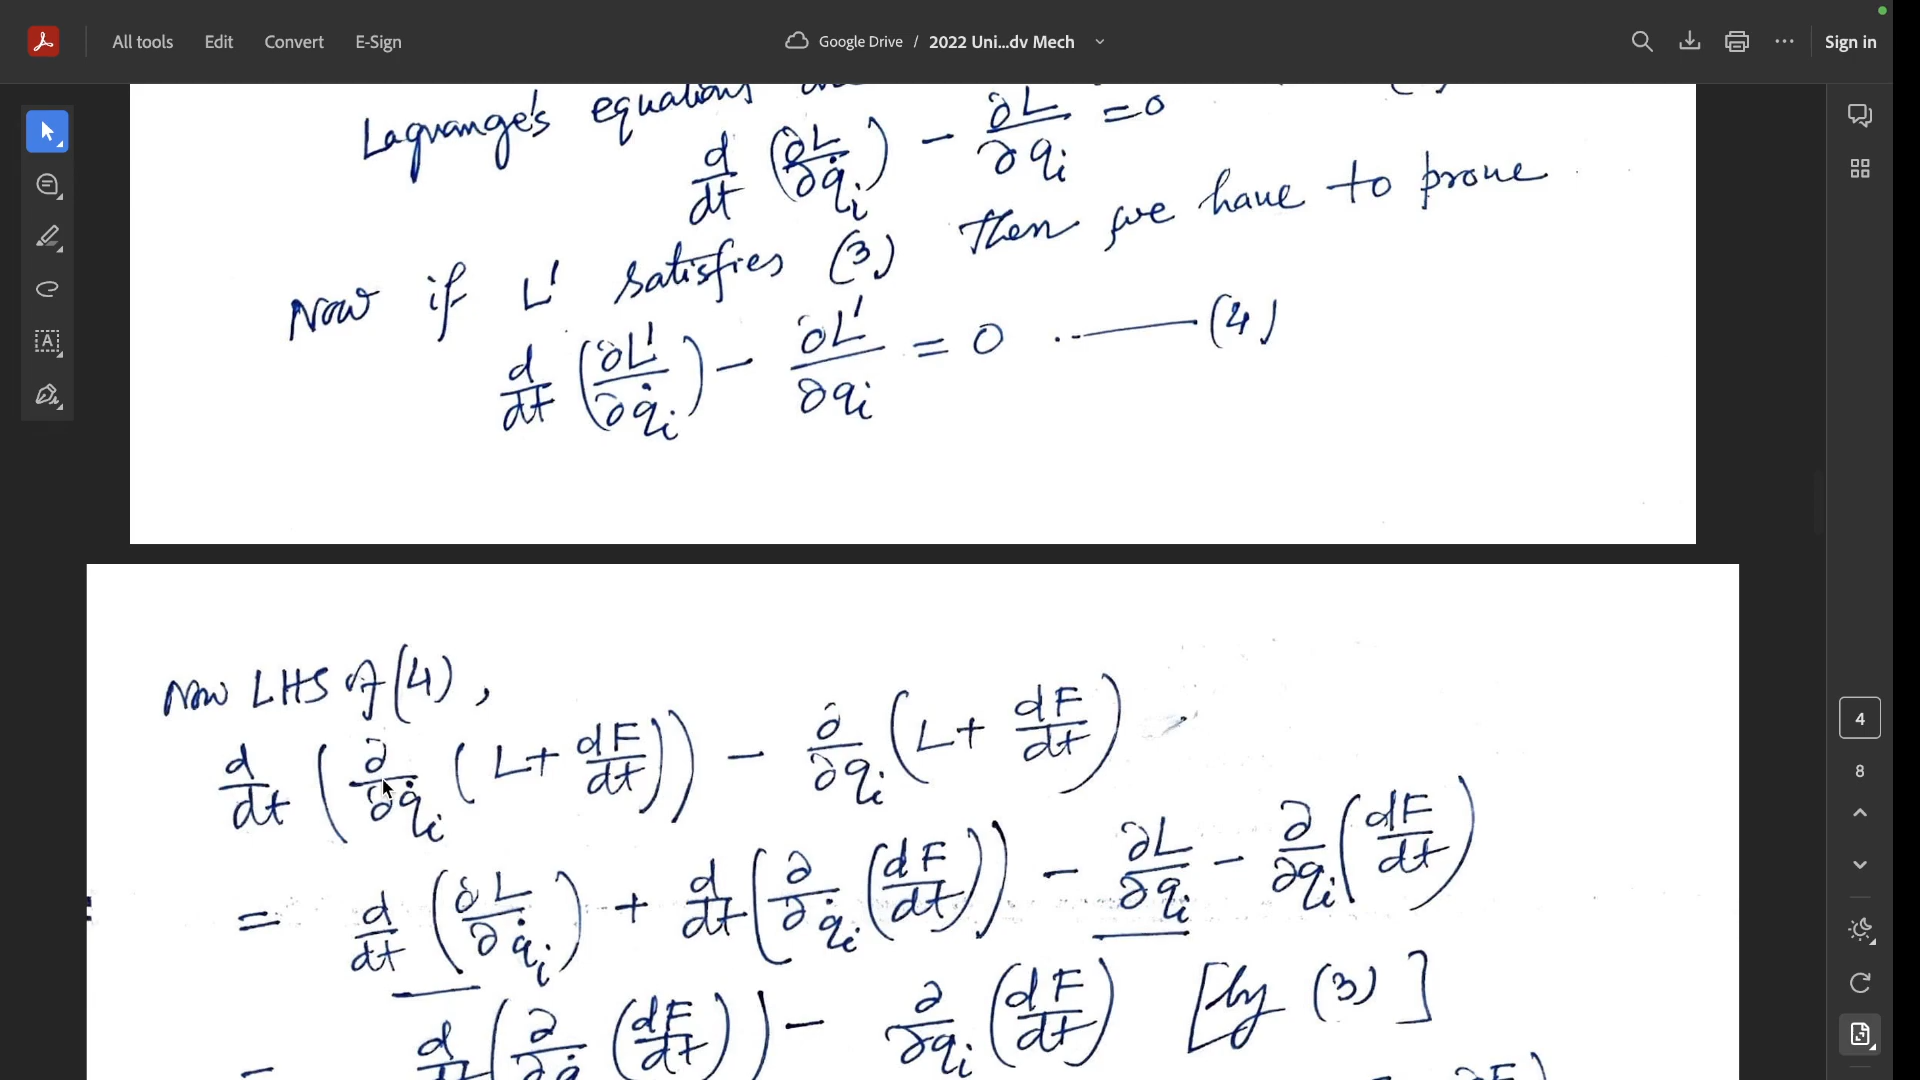 All tools Edit Convert E-Sign Google Drive / 2022 Uni...dv Mech Sign in
Lagrange's equations
d/dt (∂L/∂q̇i) - ∂L/∂qi = 0
Now if L' satisfies (3) Then we have to prove
d/dt (∂L'/∂q̇i) - ∂L'/∂qi = 0 .——(4)
Now LHS of (4),
d/dt (∂/∂q̇i (L + dF/dt)) - ∂/∂qi (L + dF/dt)
= d/dt (∂L/∂q̇i) + d/dt (∂/∂q̇i (dF/dt)) - ∂L/∂qi - ∂/∂qi (dF/dt)
= d/dt (∂/∂q̇ (dF/dt)) - ∂/∂qi (dF/dt) [by (3)]
4
8